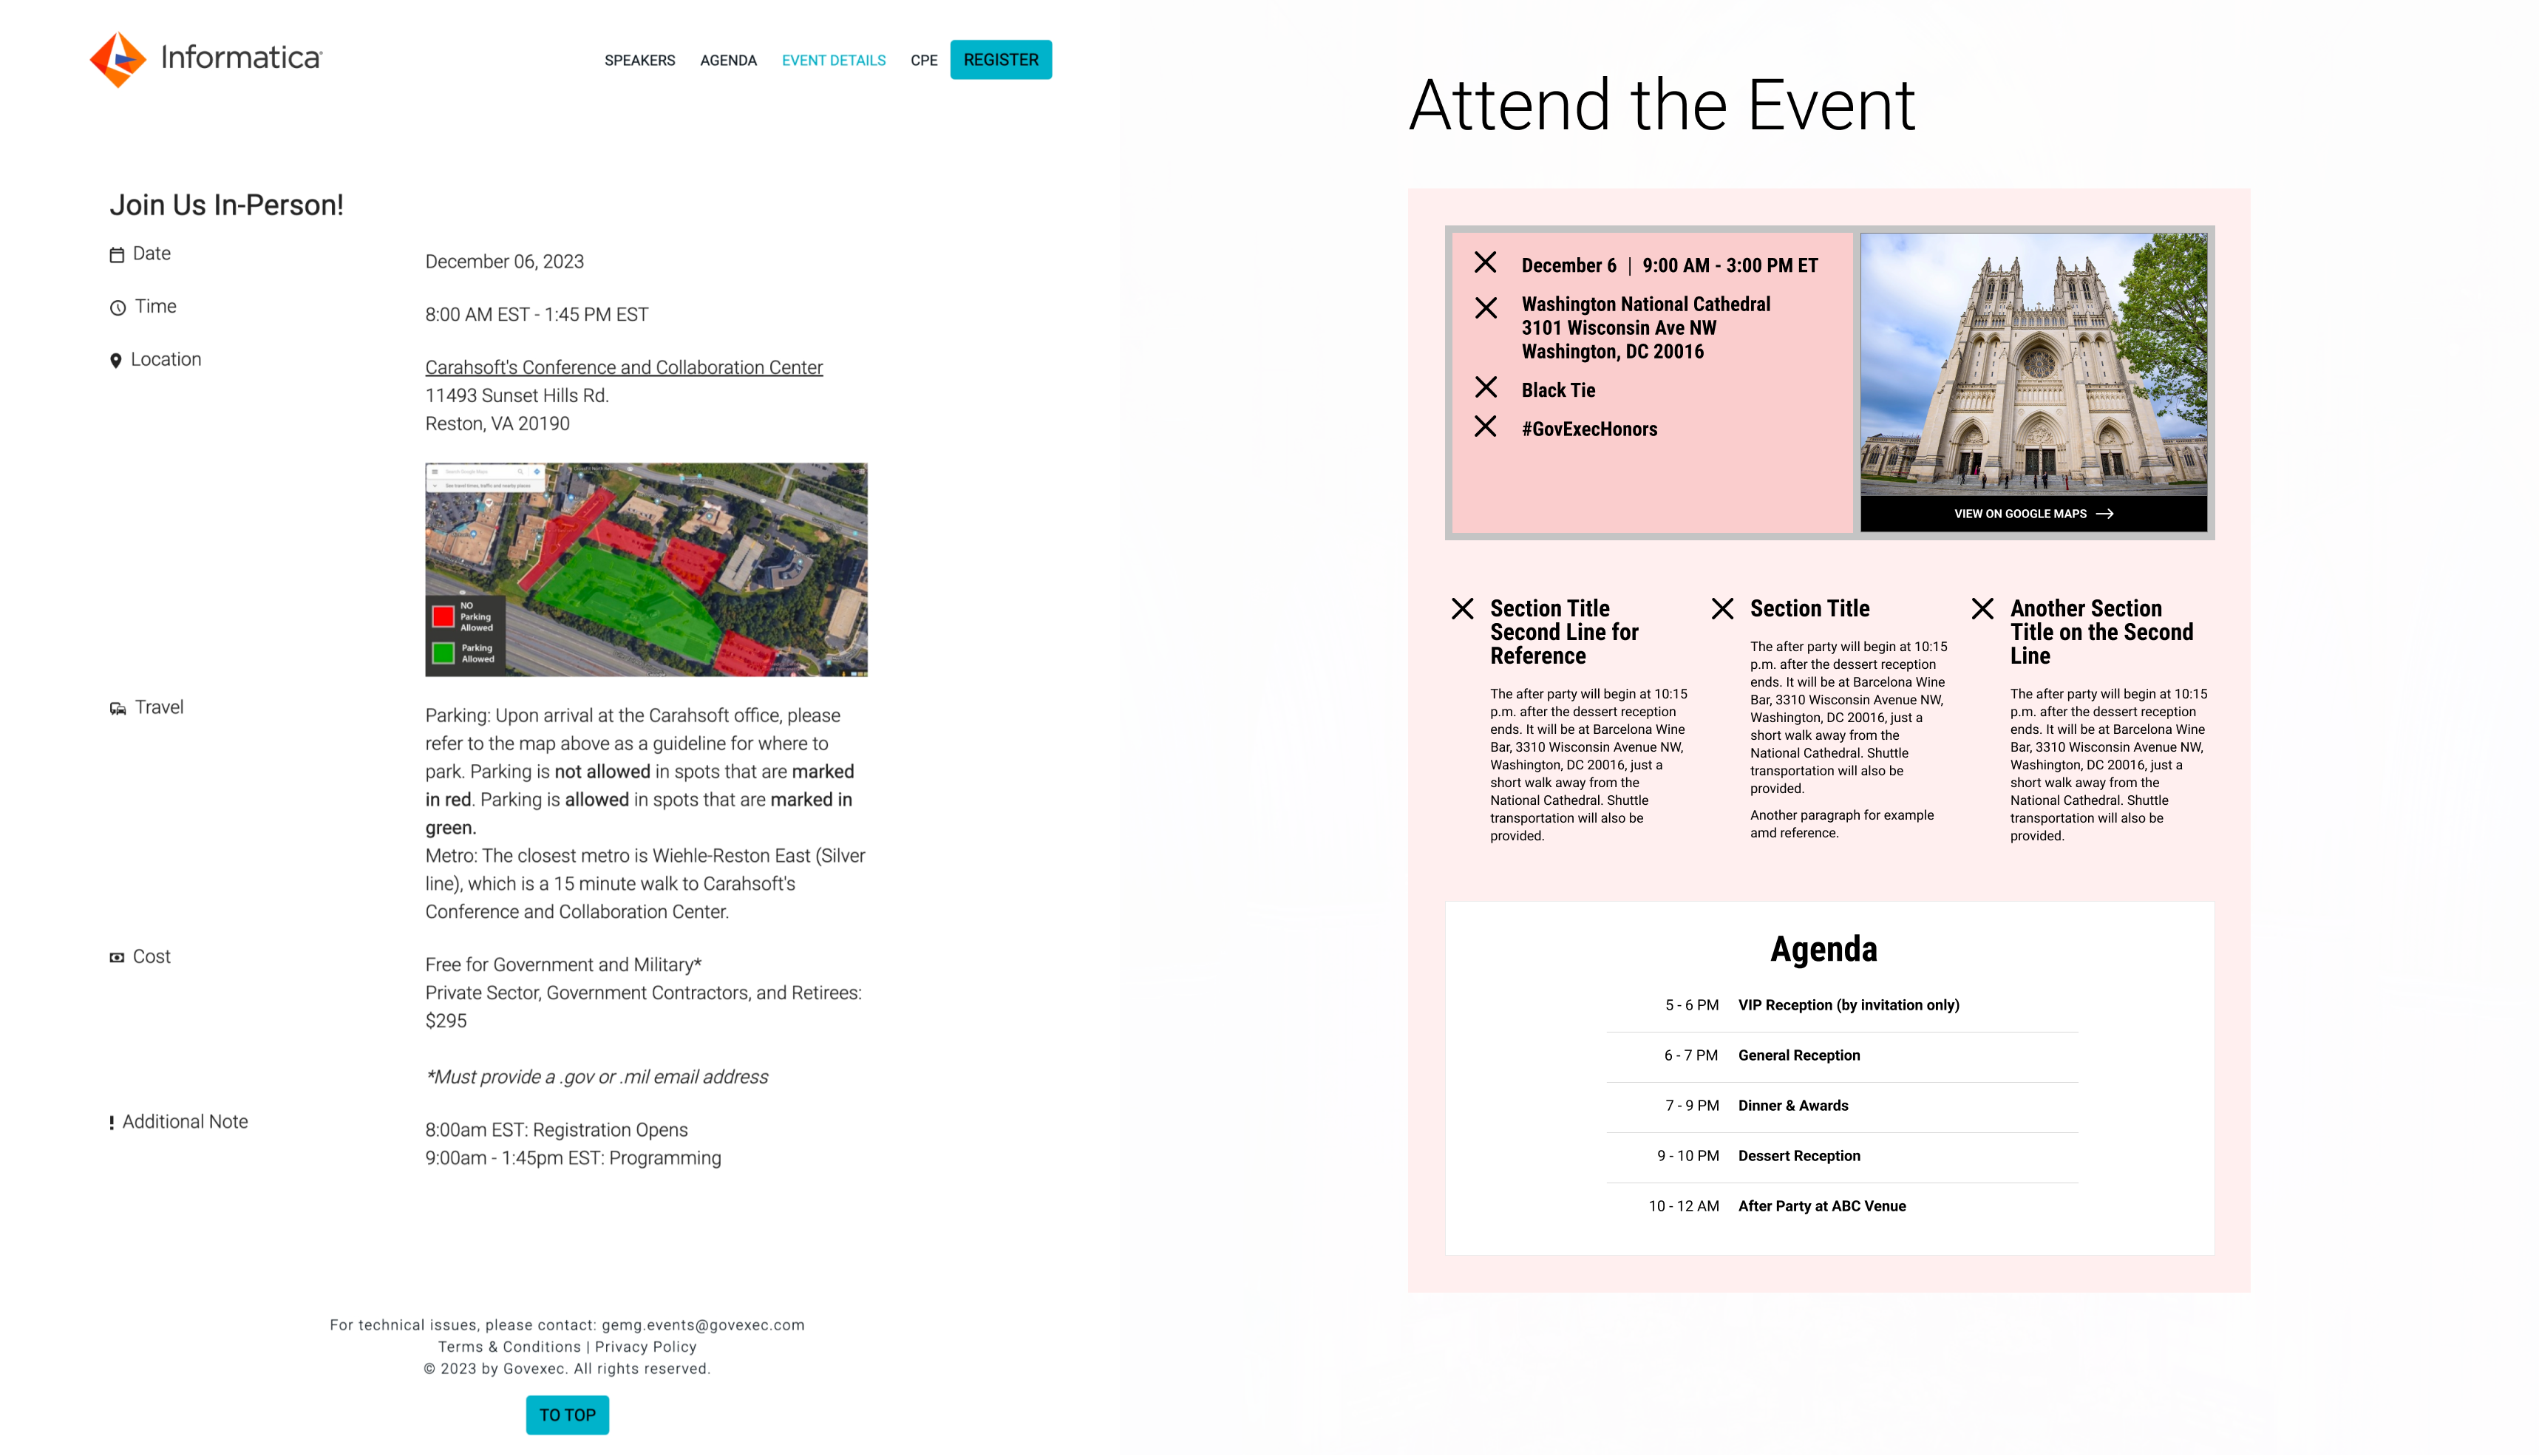 Informatica
SPEAKERS AGENDA EVENT DETAILS CPE REGISTER
Join Us In-Person!
Date
December 06, 2023
Time
8:00 AM EST - 1:45 PM EST
Location
Carahsoft's Conference and Collaboration Center
11493 Sunset Hills Rd.
Reston, VA 20190
Search Google Maps
See travel times, traffic and nearby places
NO
Parking
Allowed
Parking
Allowed
Travel
Parking: Upon arrival at the Carahsoft office, please
refer to the map above as a guideline for where to
park. Parking is not allowed in spots that are marked
in red. Parking is allowed in spots that are marked in
green.
Metro: The closest metro is Wiehle-Reston East (Silver
line), which is a 15 minute walk to Carahsoft's
Conference and Collaboration Center.
Cost
Free for Government and Military*
Private Sector, Government Contractors, and Retirees:
$295
*Must provide a .gov or .mil email address
Additional Note
8:00am EST: Registration Opens
9:00am - 1:45pm EST: Programming
For technical issues, please contact: gemg.events@govexec.com
Terms & Conditions | Privacy Policy
© 2023 by Govexec. All rights reserved.
TO TOP
Attend the Event
December 6 | 9:00 AM - 3:00 PM ET
Washington National Cathedral
3101 Wisconsin Ave NW
Washington, DC 20016
Black Tie
#GovExecHonors
VIEW ON GOOGLE MAPS
Section Title
Second Line for
Reference
The after party will begin at 10:15
p.m. after the dessert reception
ends. It will be at Barcelona Wine
Bar, 3310 Wisconsin Avenue NW,
Washington, DC 20016, just a
short walk away from the
National Cathedral. Shuttle
transportation will also be
provided.
Section Title
The after party will begin at 10:15
p.m. after the dessert reception
ends. It will be at Barcelona Wine
Bar, 3310 Wisconsin Avenue NW,
Washington, DC 20016, just a
short walk away from the
National Cathedral. Shuttle
transportation will also be
provided.
Another paragraph for example
amd reference.
Another Section
Title on the Second
Line
The after party will begin at 10:15
p.m. after the dessert reception
ends. It will be at Barcelona Wine
Bar, 3310 Wisconsin Avenue NW,
Washington, DC 20016, just a
short walk away from the
National Cathedral. Shuttle
transportation will also be
provided.
Agenda
5 - 6 PM VIP Reception (by invitation only)
6 - 7 PM General Reception
7 - 9 PM Dinner & Awards
9 - 10 PM Dessert Reception
10 - 12 AM After Party at ABC Venue